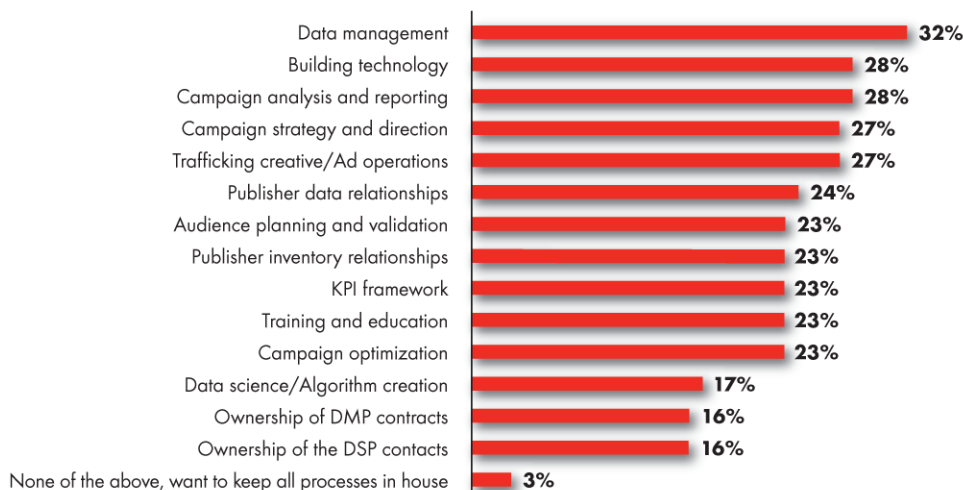 Data management 32%
Building technology 28%
Campaign analysis and reporting 28%
Campaign strategy and direction 27%
Trafficking creative/Ad operations 27%
Publisher data relationships 24%
Audience planning and validation 23%
Publisher inventory relationships 23%
KPI framework 23%
Training and education 23%
Campaign optimization 23%
Data science/Algorithm creation 17%
Ownership of DMP contracts 16%
Ownership of the DSP contacts 16%
None of the above, want to keep all processes in house 3%